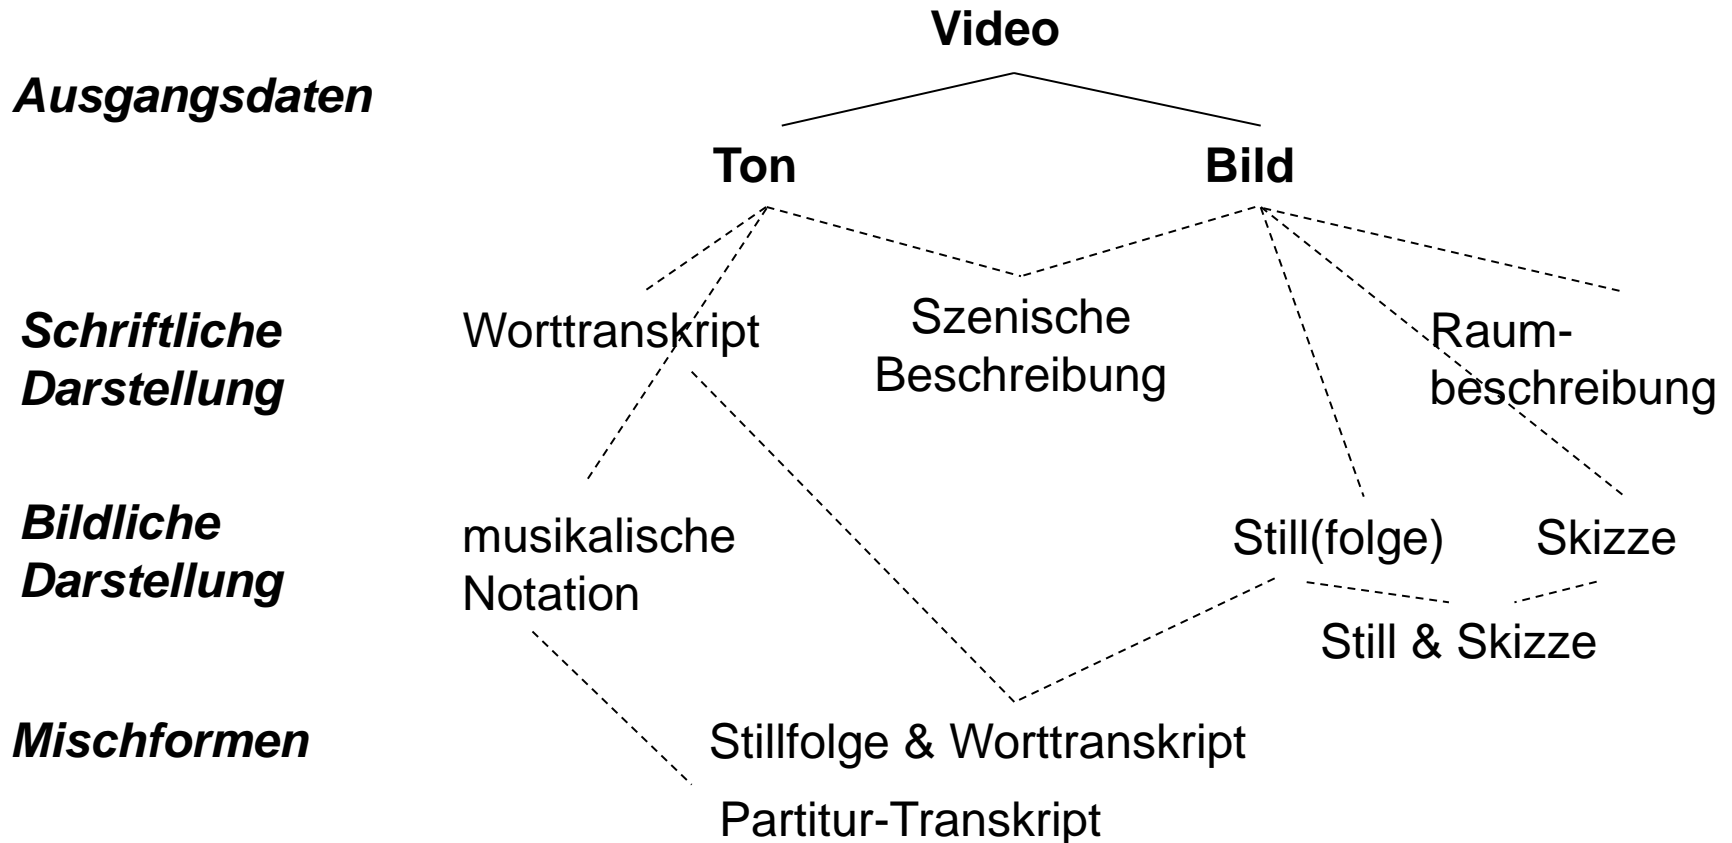 Video
Ausgangsdaten
Ton
Bild
Schriftliche
Darstellung
Worttranskript
Szenische
Beschreibung
Raum-
beschreibung
Bildliche
Darstellung
musikalische
Notation
Still(folge)
Skizze
Still & Skizze
Mischformen
Stillfolge & Worttranskript
Partitur-Transkript